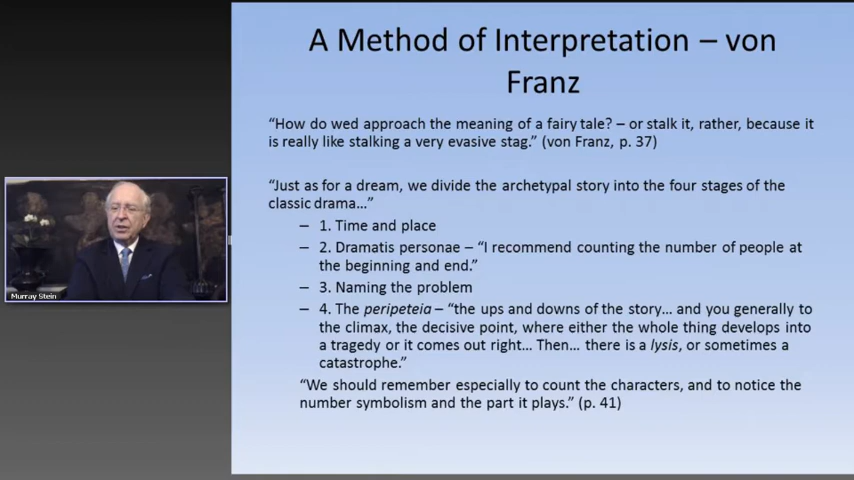 A Method of Interpretation – von
Franz
“How do wed approach the meaning of a fairy tale? – or stalk it, rather, because it
is really like stalking a very evasive stag.” (von Franz, p. 37)
“Just as for a dream, we divide the archetypal story into the four stages of the
classic drama…”
– 1. Time and place
– 2. Dramatis personae – “I recommend counting the number of people at
the beginning and end.”
– 3. Naming the problem
– 4. The peripeteia – “the ups and downs of the story… and you generally to
the climax, the decisive point, where either the whole thing develops into
a tragedy or it comes out right… Then… there is a lysis, or sometimes a
catastrophe.”
“We should remember especially to count the characters, and to notice the
number symbolism and the part it plays.” (p. 41)
Murray Stein